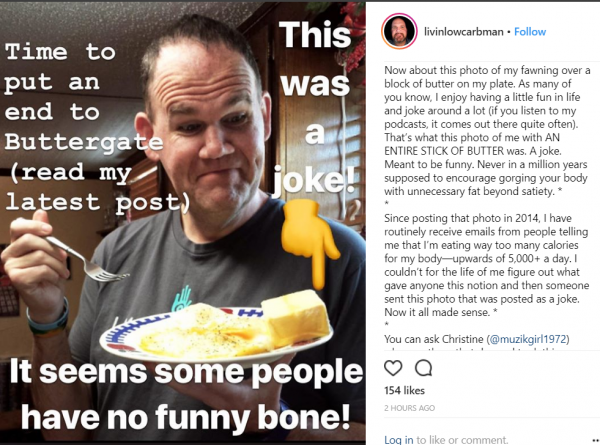 Time to
put an
end to
Buttergate
(read my
latest post)
This
was
a
joke!
It seems some people
have no funny bone!
livinlowcarbman • Follow
Now about this photo of my fawning over a
block of butter on my plate. As many of
you know, I enjoy having a little fun in life
and joke around a lot (if you listen to my
podcasts, it comes out there quite often).
That's what this photo of me with AN
ENTIRE STICK OF BUTTER was. A joke.
Meant to be funny. Never in a million years
supposed to encourage gorging your body
with unnecessary fat beyond satiety. *
*
Since posting that photo in 2014, I have
routinely receive emails from people telling
me that I'm eating way too many calories
for my body—upwards of 5,000+ a day. I
couldn't for the life of me figure out what
gave anyone this notion and then someone
sent this photo that was posted as a joke.
Now it all made sense. *
*
You can ask Christine (@muzikgirl1972)
154 likes
2 HOURS AGO
Log in to like or comment.